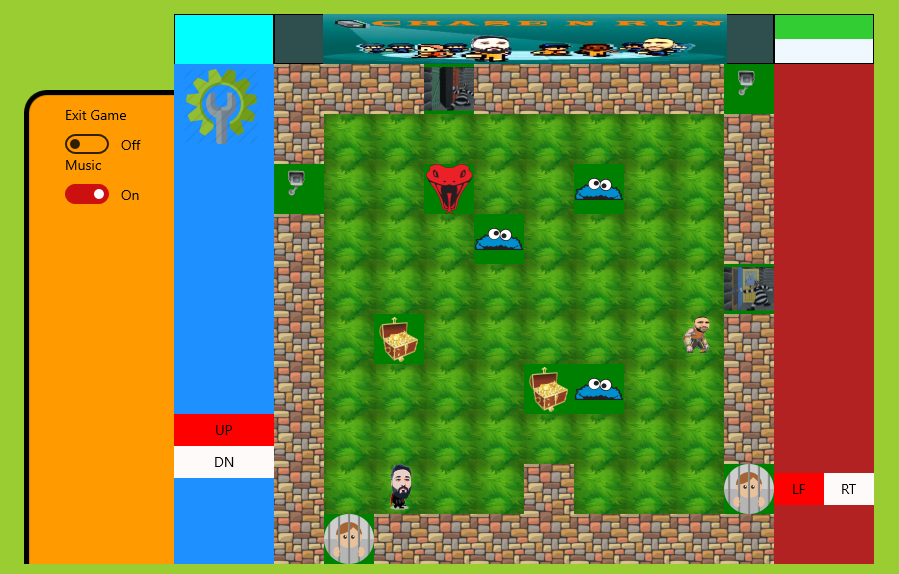 CHASE N RUN
Exit Game
Off
Music
On
UP
DN
LF RT